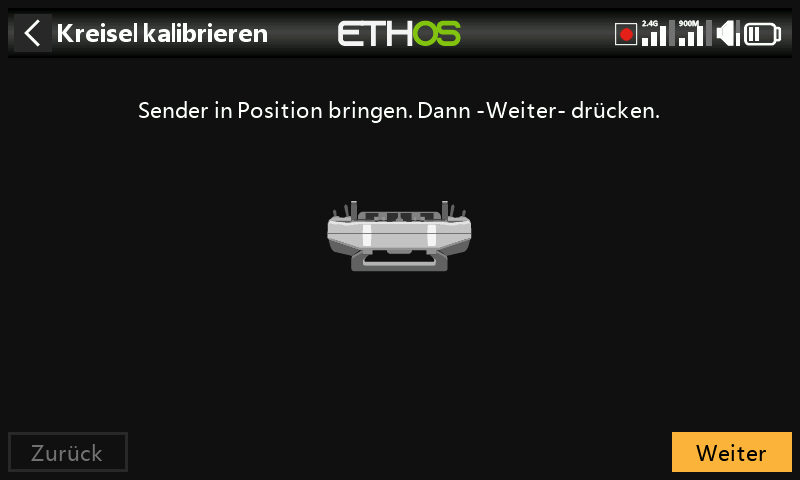 Kreisel kalibrieren
ETHOS
2.4G
900M
Sender in Position bringen. Dann -Weiter- drücken.
Zurück
Weiter